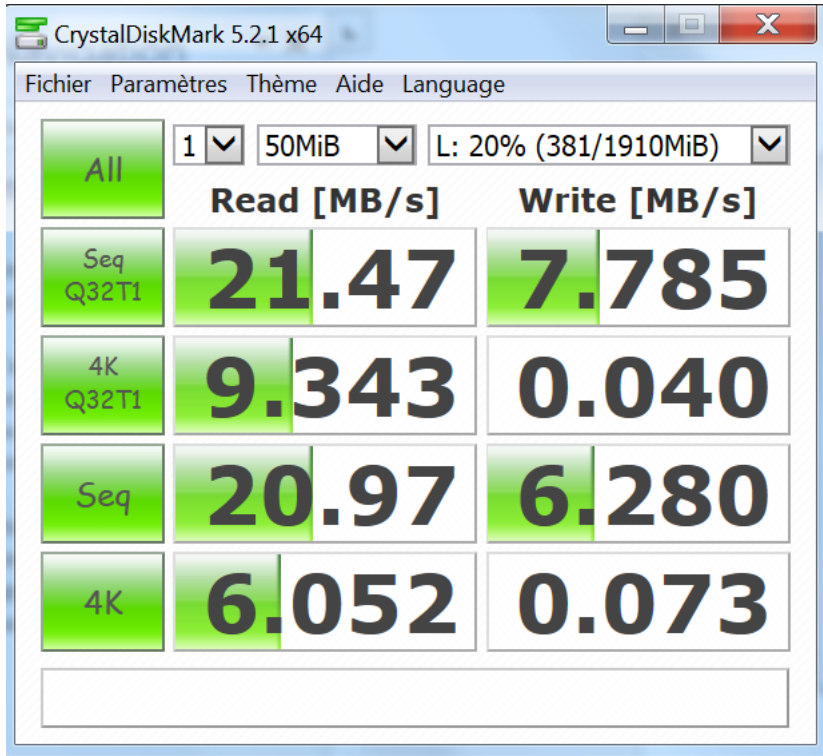 CrystalDiskMark 5.2.1 x64
Fichier Paramètres Thème Aide Language
All 1 50MiB L: 20% (381/1910MiB)
Read [MB/s] Write [MB/s]
Seq
Q32T1 21.47 7.785
4K
Q32T1 9.343 0.040
Seq 20.97 6.280
4K 6.052 0.073